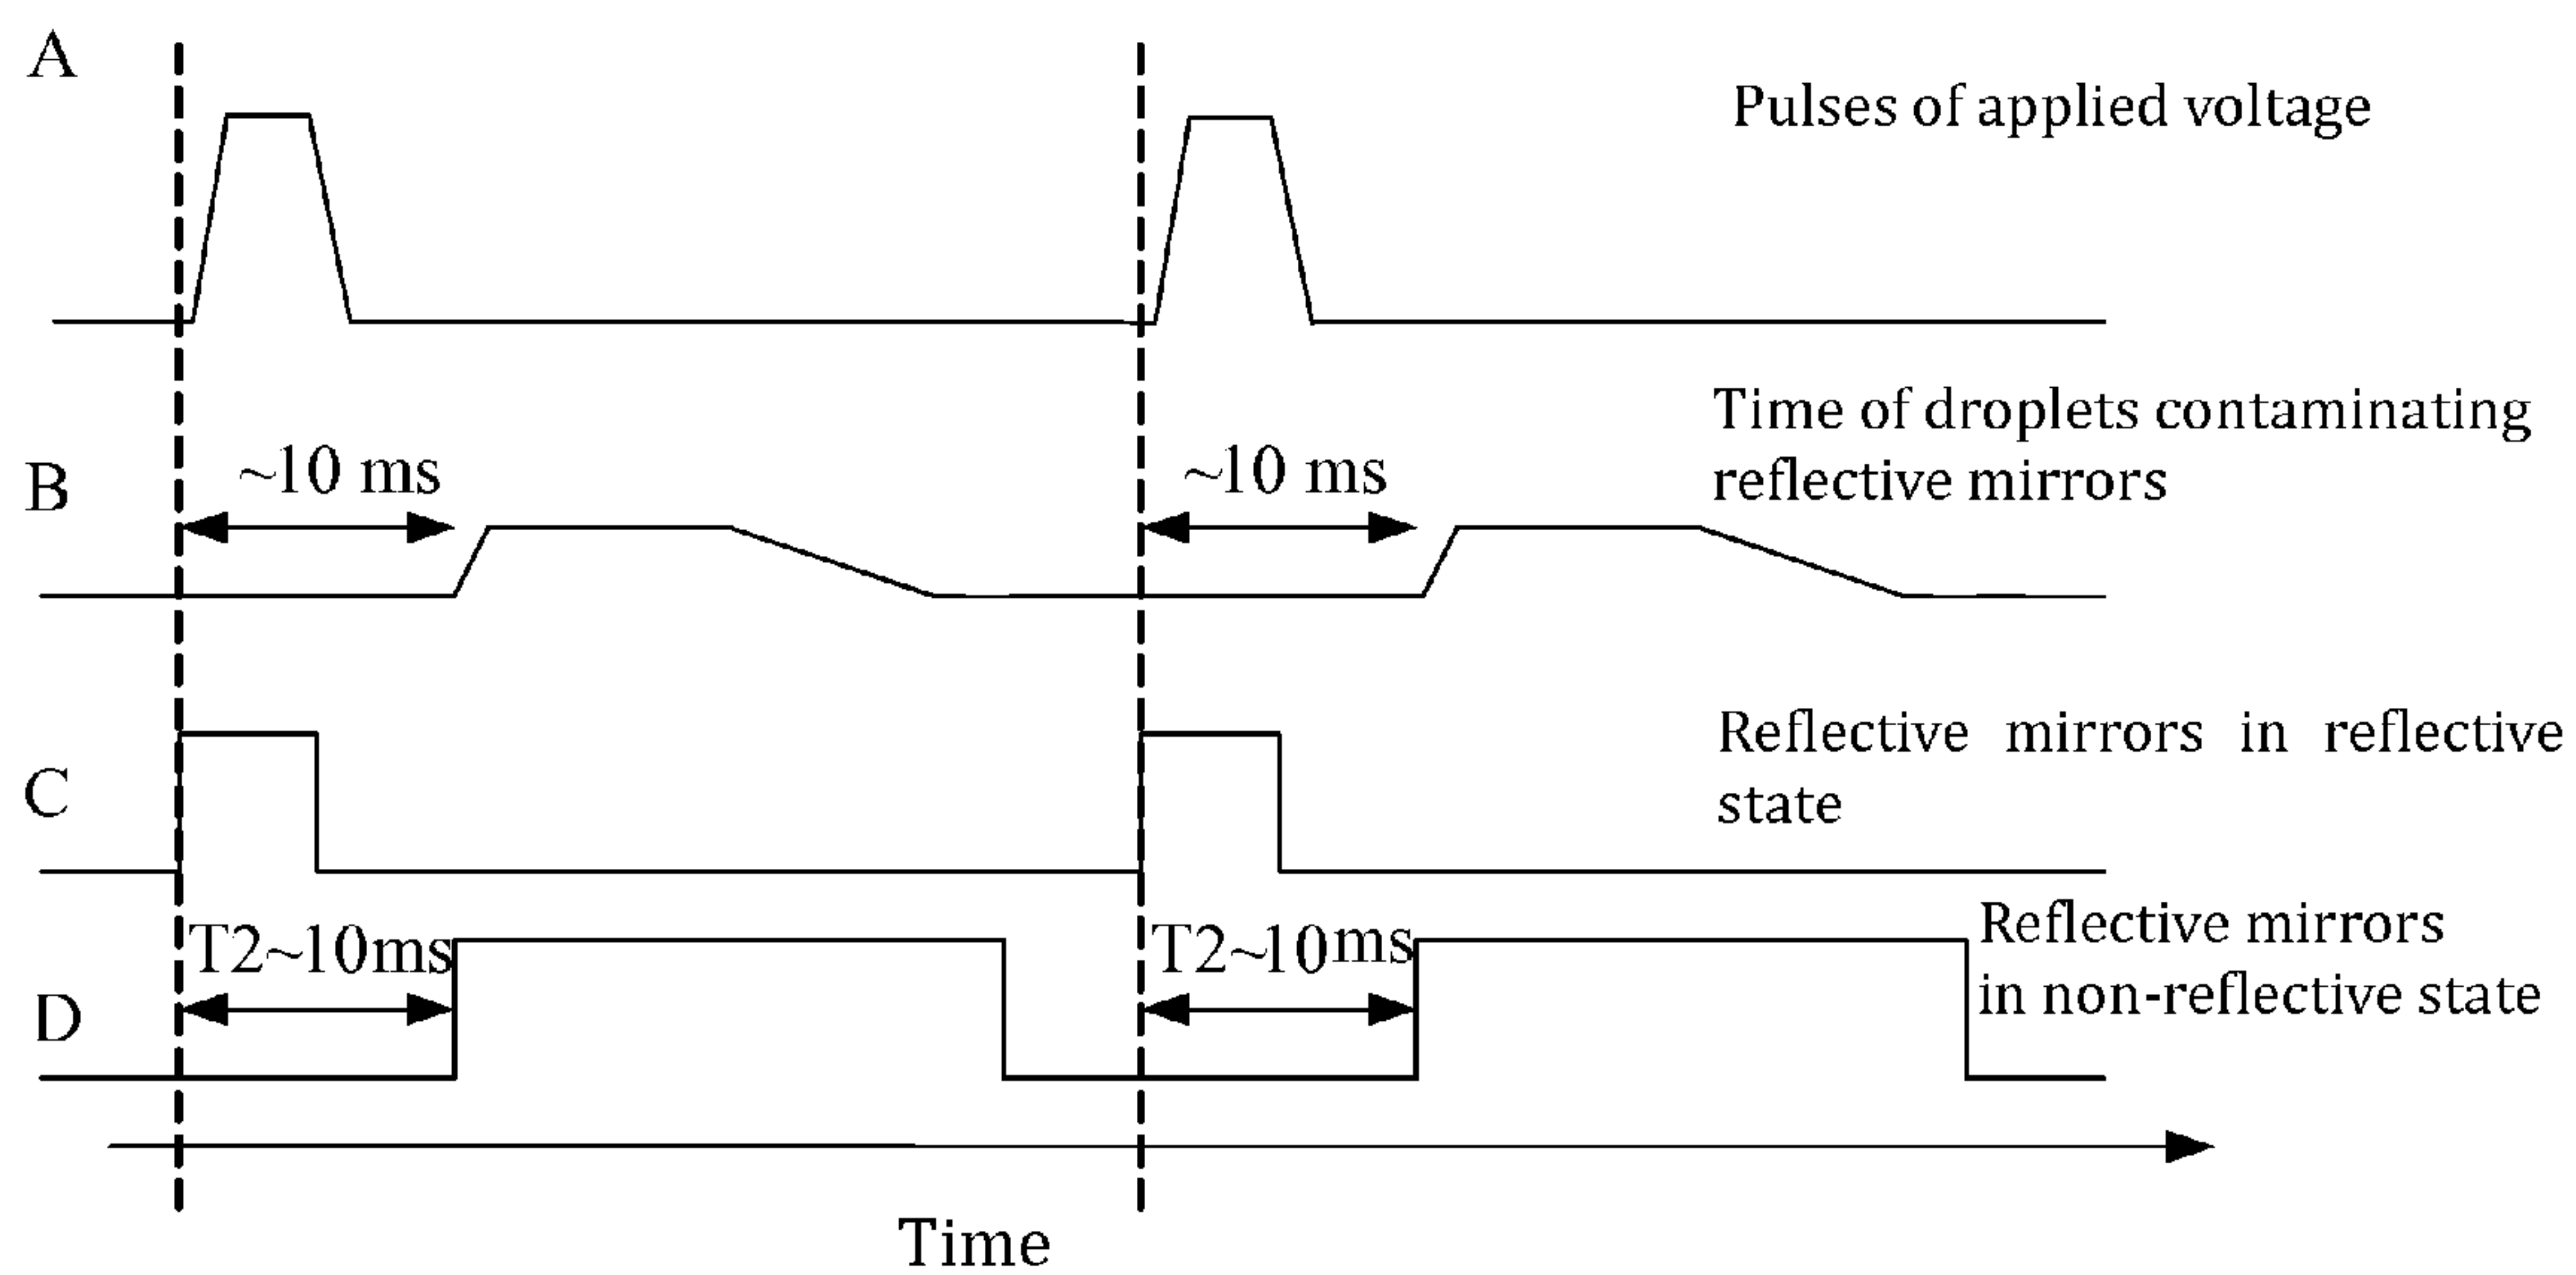 A
Pulses of applied voltage
Time of droplets contaminating
reflective mirrors
~10 ms
~10 ms
B
Reflective mirrors in reflective
state
C
T2~10ms
T2~10ms
Reflective mirrors
in non-reflective state
D
Time